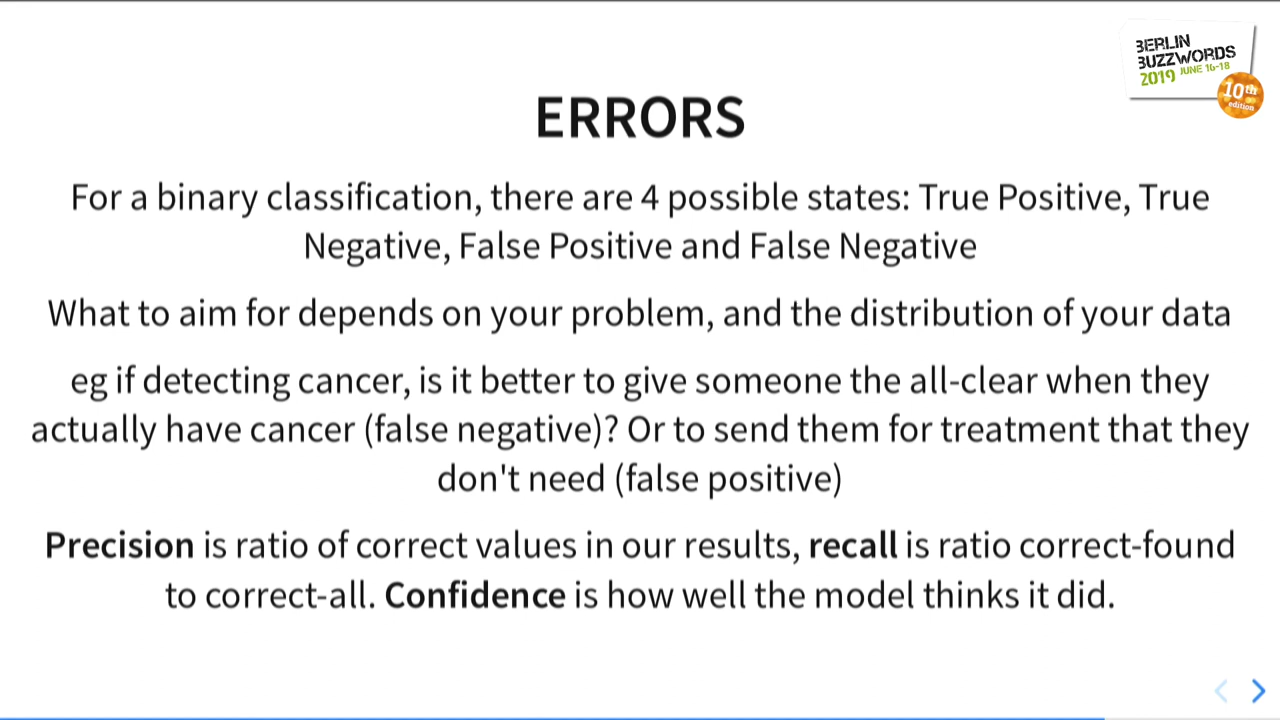 BERLIN
BUZZWORDS
2019 JUNE 16-18
10th
edition
ERRORS
For a binary classification, there are 4 possible states: True Positive, True
Negative, False Positive and False Negative
What to aim for depends on your problem, and the distribution of your data
eg if detecting cancer, is it better to give someone the all-clear when they
actually have cancer (false negative)? Or to send them for treatment that they
don't need (false positive)
Precision is ratio of correct values in our results, recall is ratio correct-found
to correct-all. Confidence is how well the model thinks it did.